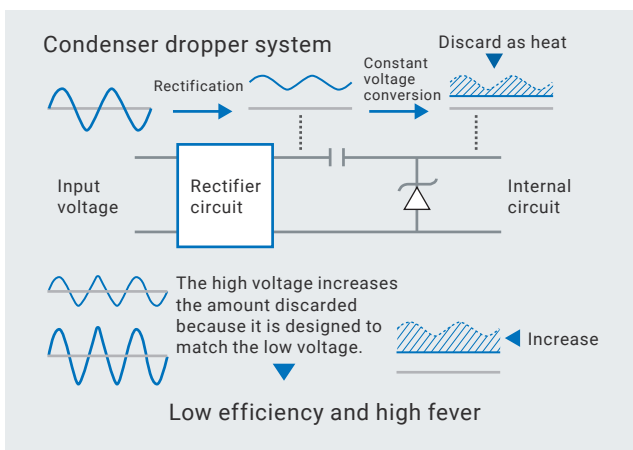 Condenser dropper system
Discard as heat
Rectification
Constant
voltage
conversion
Input
voltage
Rectifier
circuit
Internal
circuit
The high voltage increases
the amount discarded
because it is designed to
match the low voltage.
Increase
Low efficiency and high fever